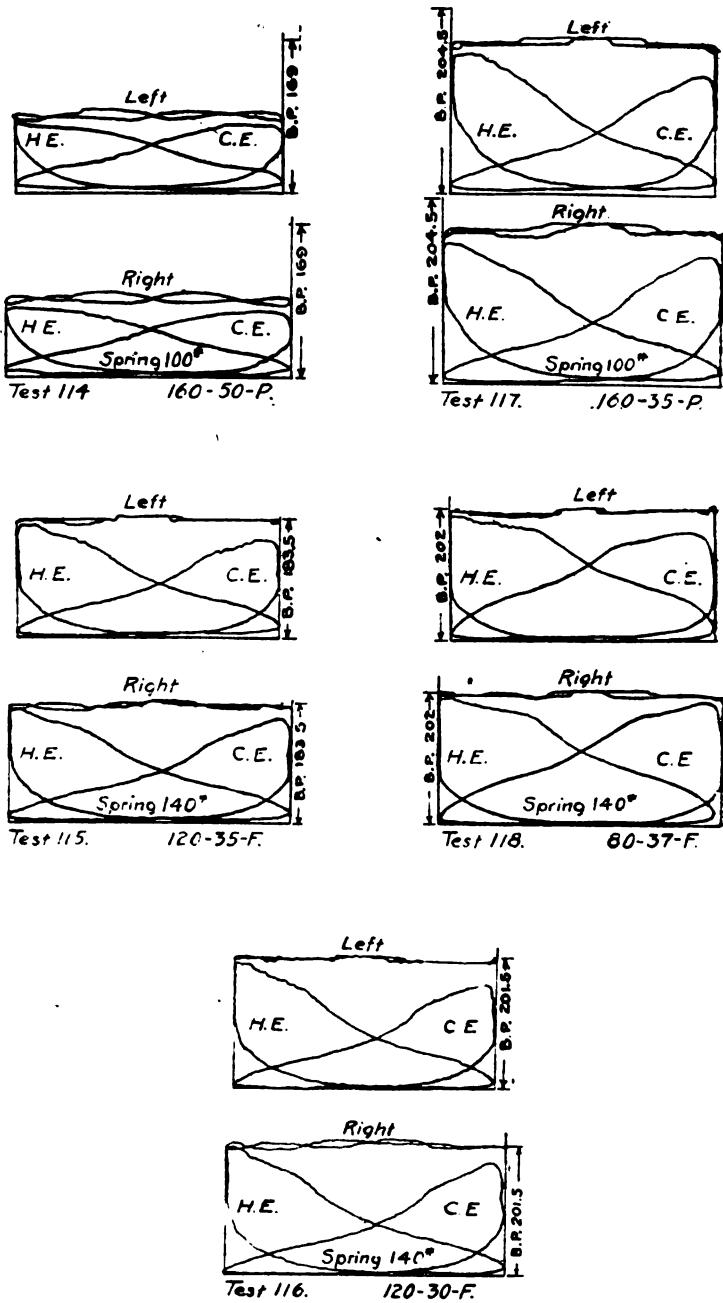 Left
B.P. 169
H.E.
C.E.
Right
B.P. 169
H.E.
C.E.
Spring 100#
Test 114
160-50-P.
Left
B.P. 204.5
H.E.
C.E.
Right
B.P. 204.5
H.E.
C E.
Spring 100#
Test 117.
.160-35-P.
Left
B.P. 183.5
H.E.
C.E.
Right
B.P. 183 5
H.E.
C.E.
Spring 140#
Test 115.
120-35-F.
Left
B.P. 202
H.E.
C.E.
Right
B.P. 202
H.E.
C.E
Spring 140#
Test 118.
80-37-F.
Left
B.P. 201.5
H.E.
C E
Right
B.P. 201.5
H.E.
C.E
Spring 140#
Test 116.
120-30-F.